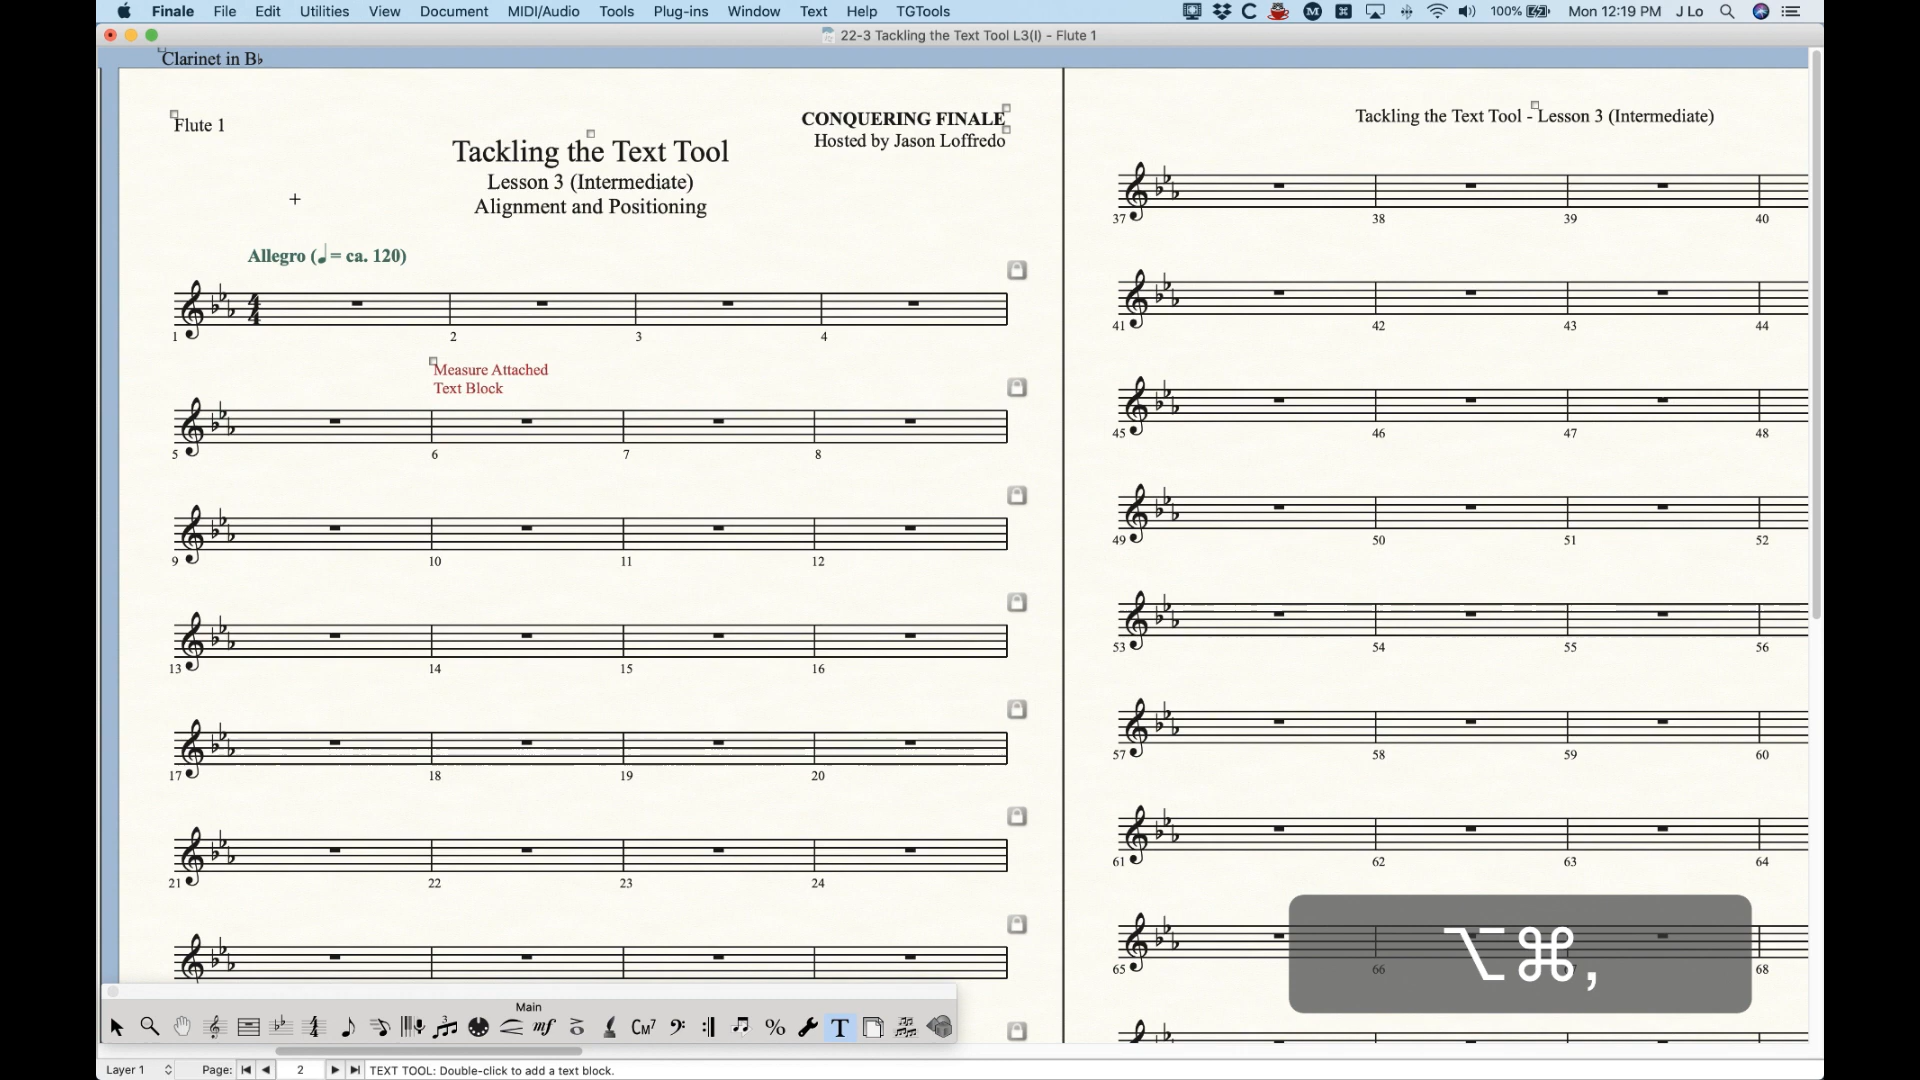 Finale File Edit Utilities View Document MIDI/Audio Tools Plug-ins Window Text Help TGTools
100% Mon 12:19 PM J Lo
22-3 Tackling the Text Tool L3(I) - Flute 1
Clarinet in B♭
Flute 1
CONQUERING FINALE
Hosted by Jason Loffredo
Tackling the Text Tool
Lesson 3 (Intermediate)
Alignment and Positioning
Allegro (♩= ca. 120)
1 2 3 4
Measure Attached
Text Block
5 6 7 8
9 10 11 12
13 14 15 16
17 18 19 20
21 22 23 24
Tackling the Text Tool - Lesson 3 (Intermediate)
37 38 39 40
41 42 43 44
45 46 47 48
49 50 51 52
53 54 55 56
57 58 59 60
61 62 63 64
65 66 67 68
⌥⌘,
Main
CM7
T
Layer 1 Page: 2 TEXT TOOL: Double-click to add a text block.